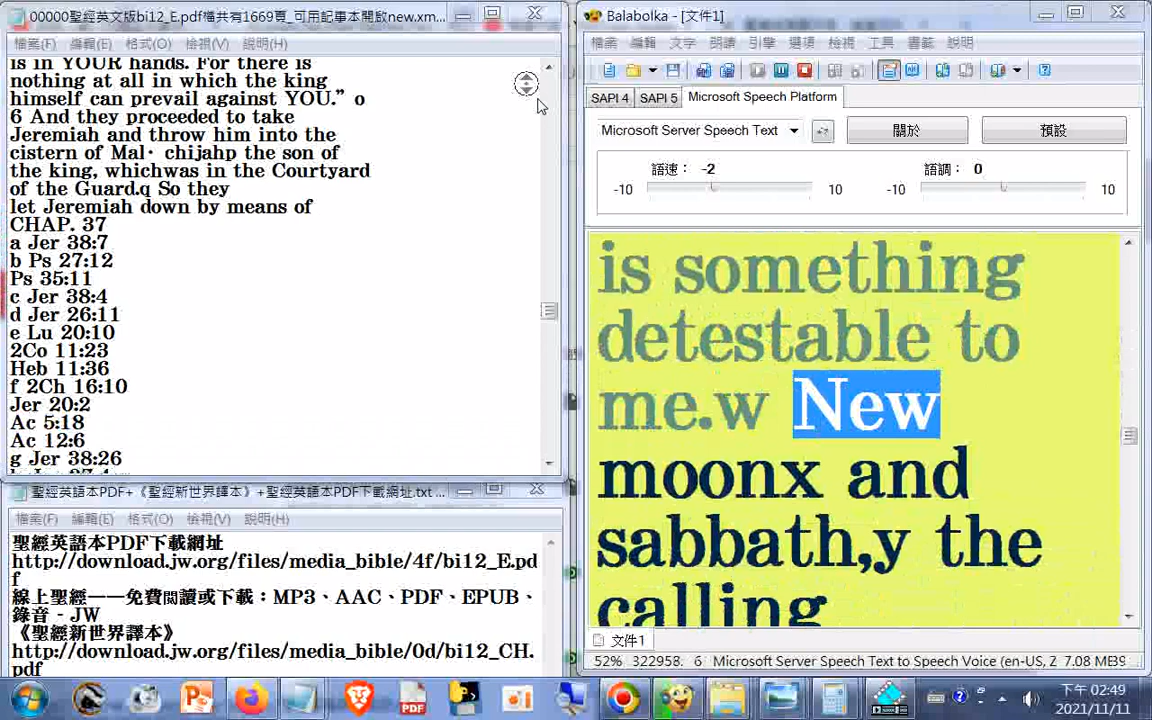 00000聖經英文版bi12_E.pdf檔共有1669頁_可用記事本開啟new.xm...
檔案(F) 編輯(E) 格式(O) 檢視(V) 說明(H)
is in YOUR hands. For there is
nothing at all in which the king
himself can prevail against YOU.” o
6 And they proceeded to take
Jeremiah and throw him into the
cistern of Mal· chijahp the son of
the king, whichwas in the Courtyard
of the Guard.q So they
let Jeremiah down by means of
CHAP. 37
a Jer 38:7
b Ps 27:12
Ps 35:11
c Jer 38:4
d Jer 26:11
e Lu 20:10
2Co 11:23
Heb 11:36
f 2Ch 16:10
Jer 20:2
Ac 5:18
Ac 12:6
g Jer 38:26
聖經英語本PDF+《聖經新世界譯本》+聖經英語本PDF下載網址.txt ...
檔案(F) 編輯(E) 格式(O) 檢視(V) 說明(H)
聖經英語本PDF下載網址
http://download.jw.org/files/media_bible/4f/bi12_E.pd
f
線上聖經——免費閱讀或下載：MP3、AAC、PDF、EPUB、
錄音 - JW
《聖經新世界譯本》
http://download.jw.org/files/media_bible/0d/bi12_CH.
pdf
Balabolka - [文件1]
檔案 編輯 文字 朗讀 引擎 選項 檢視 工具 書籤 說明
SAPI 4 SAPI 5 Microsoft Speech Platform
Microsoft Server Speech Text 關於 預設
語速： -2 語調： 0
-10 10 -10 10
is something
detestable to
me.w New
moonx and
sabbath,y the
calling
文件1
52% 322958. 6 Microsoft Server Speech Text to Speech Voice (en-US, 2 7.08 MB
下午 02:49
2021/11/11